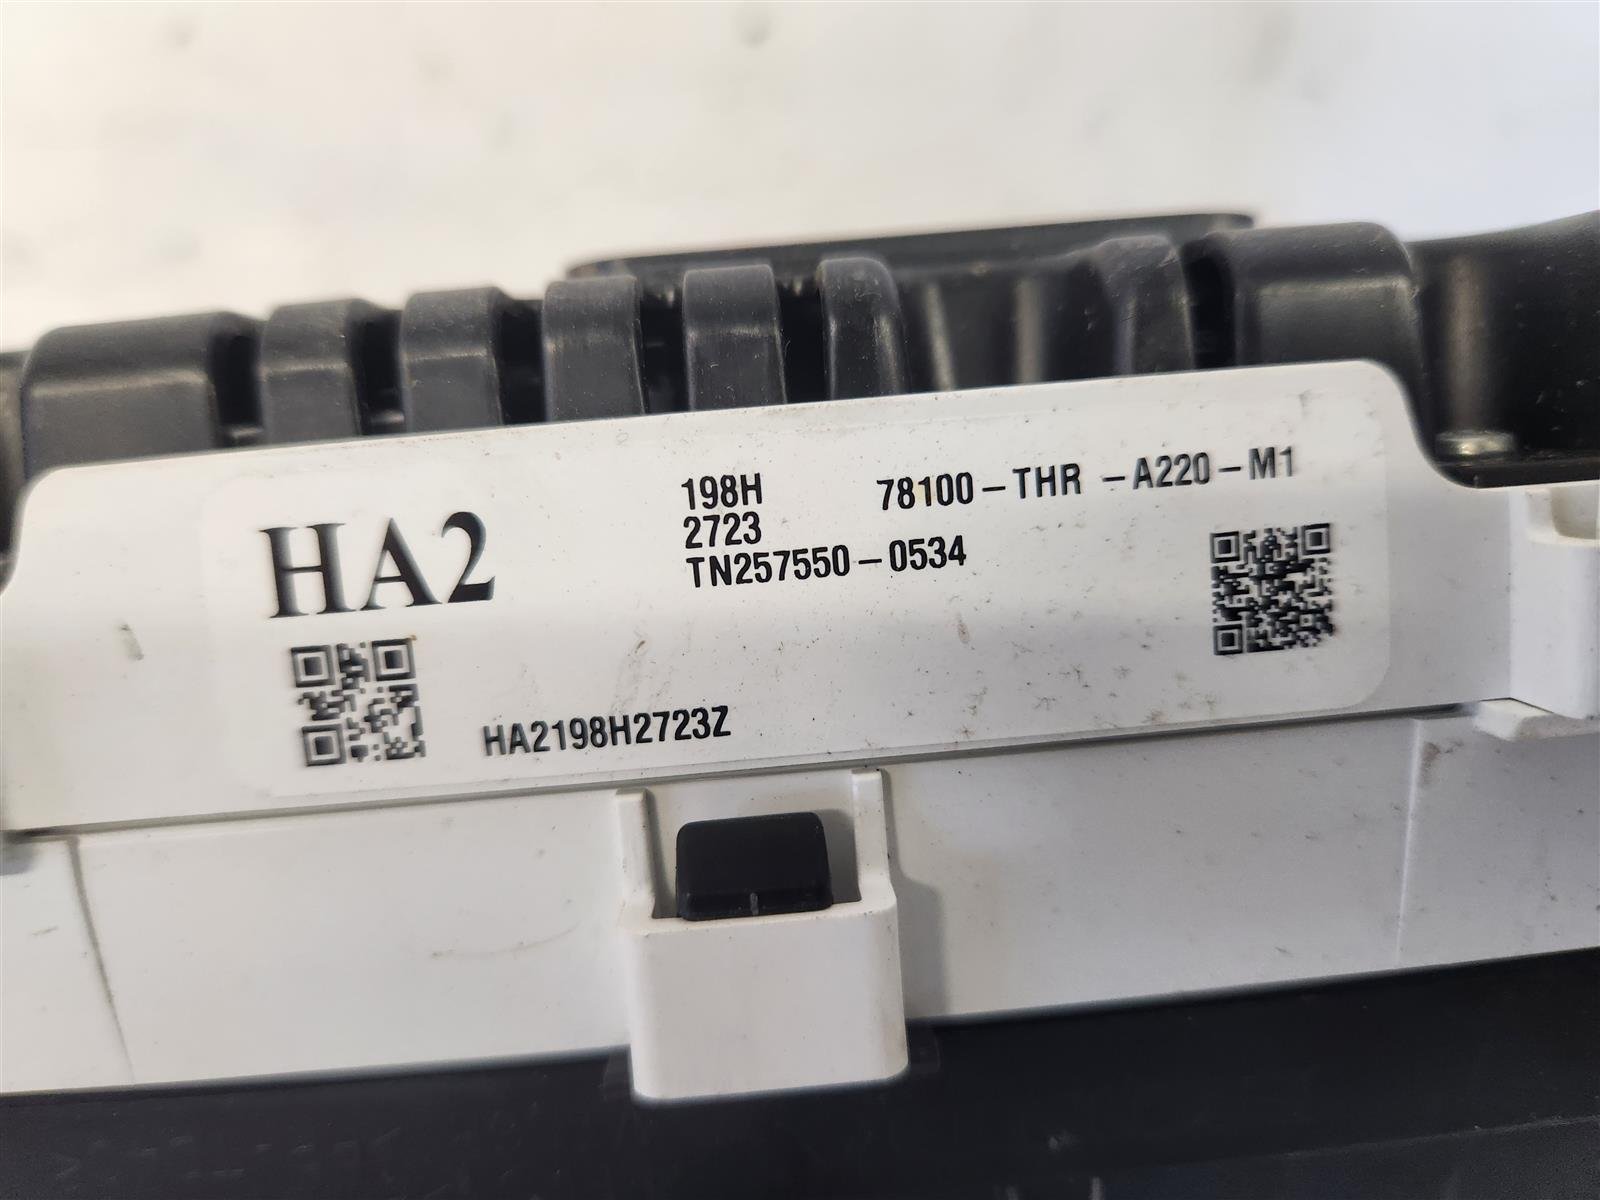 HA2
198H 78100-THR-A220-M1
2723
TN257550-0534
HA2198H2723Z